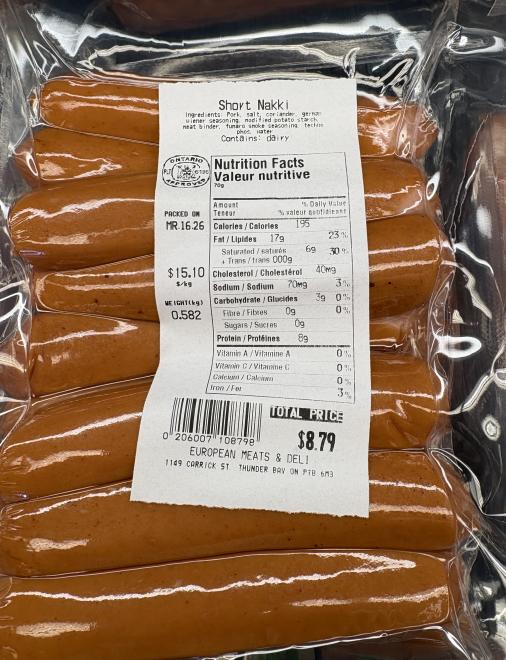 Short Nakki
Ingredients: Pork, salt, coriander, german
wiener seasoning, modified potato starch,
meat binder, fumaro smoke seasoning, techno
phos, water
Contains: dairy
ONTARIO
APPROVED
PLT
6196
Nutrition Facts
Valeur nutritive
70g
Amount % Daily Value
Teneur % valeur quotidienne
Calories / Calories 195
Fat / Lipides 17g 23 %
Saturated / saturés 6g 30 %
+ Trans / trans 000g
Cholesterol / Cholestérol 40mg
Sodium / Sodium 70mg 3 %
Carbohydrate / Glucides 3g 0 %
Fibre / Fibres 0g 0 %
Sugars / Sucres 0g
Protein / Protéines 8g
Vitamin A / Vitamine A 0 %
Vitamin C / Vitamine C 0 %
Calcium / Calcium 0 %
Iron / Fer 3 %
PACKED ON
MR.16.26
$15.10
$/kg
WEIGHT(kg)
0.582
0 206007 108798
TOTAL PRICE
$8.79
EUROPEAN MEATS & DELI
1149 CARRICK ST THUNDER BAY ON P7B 6M3